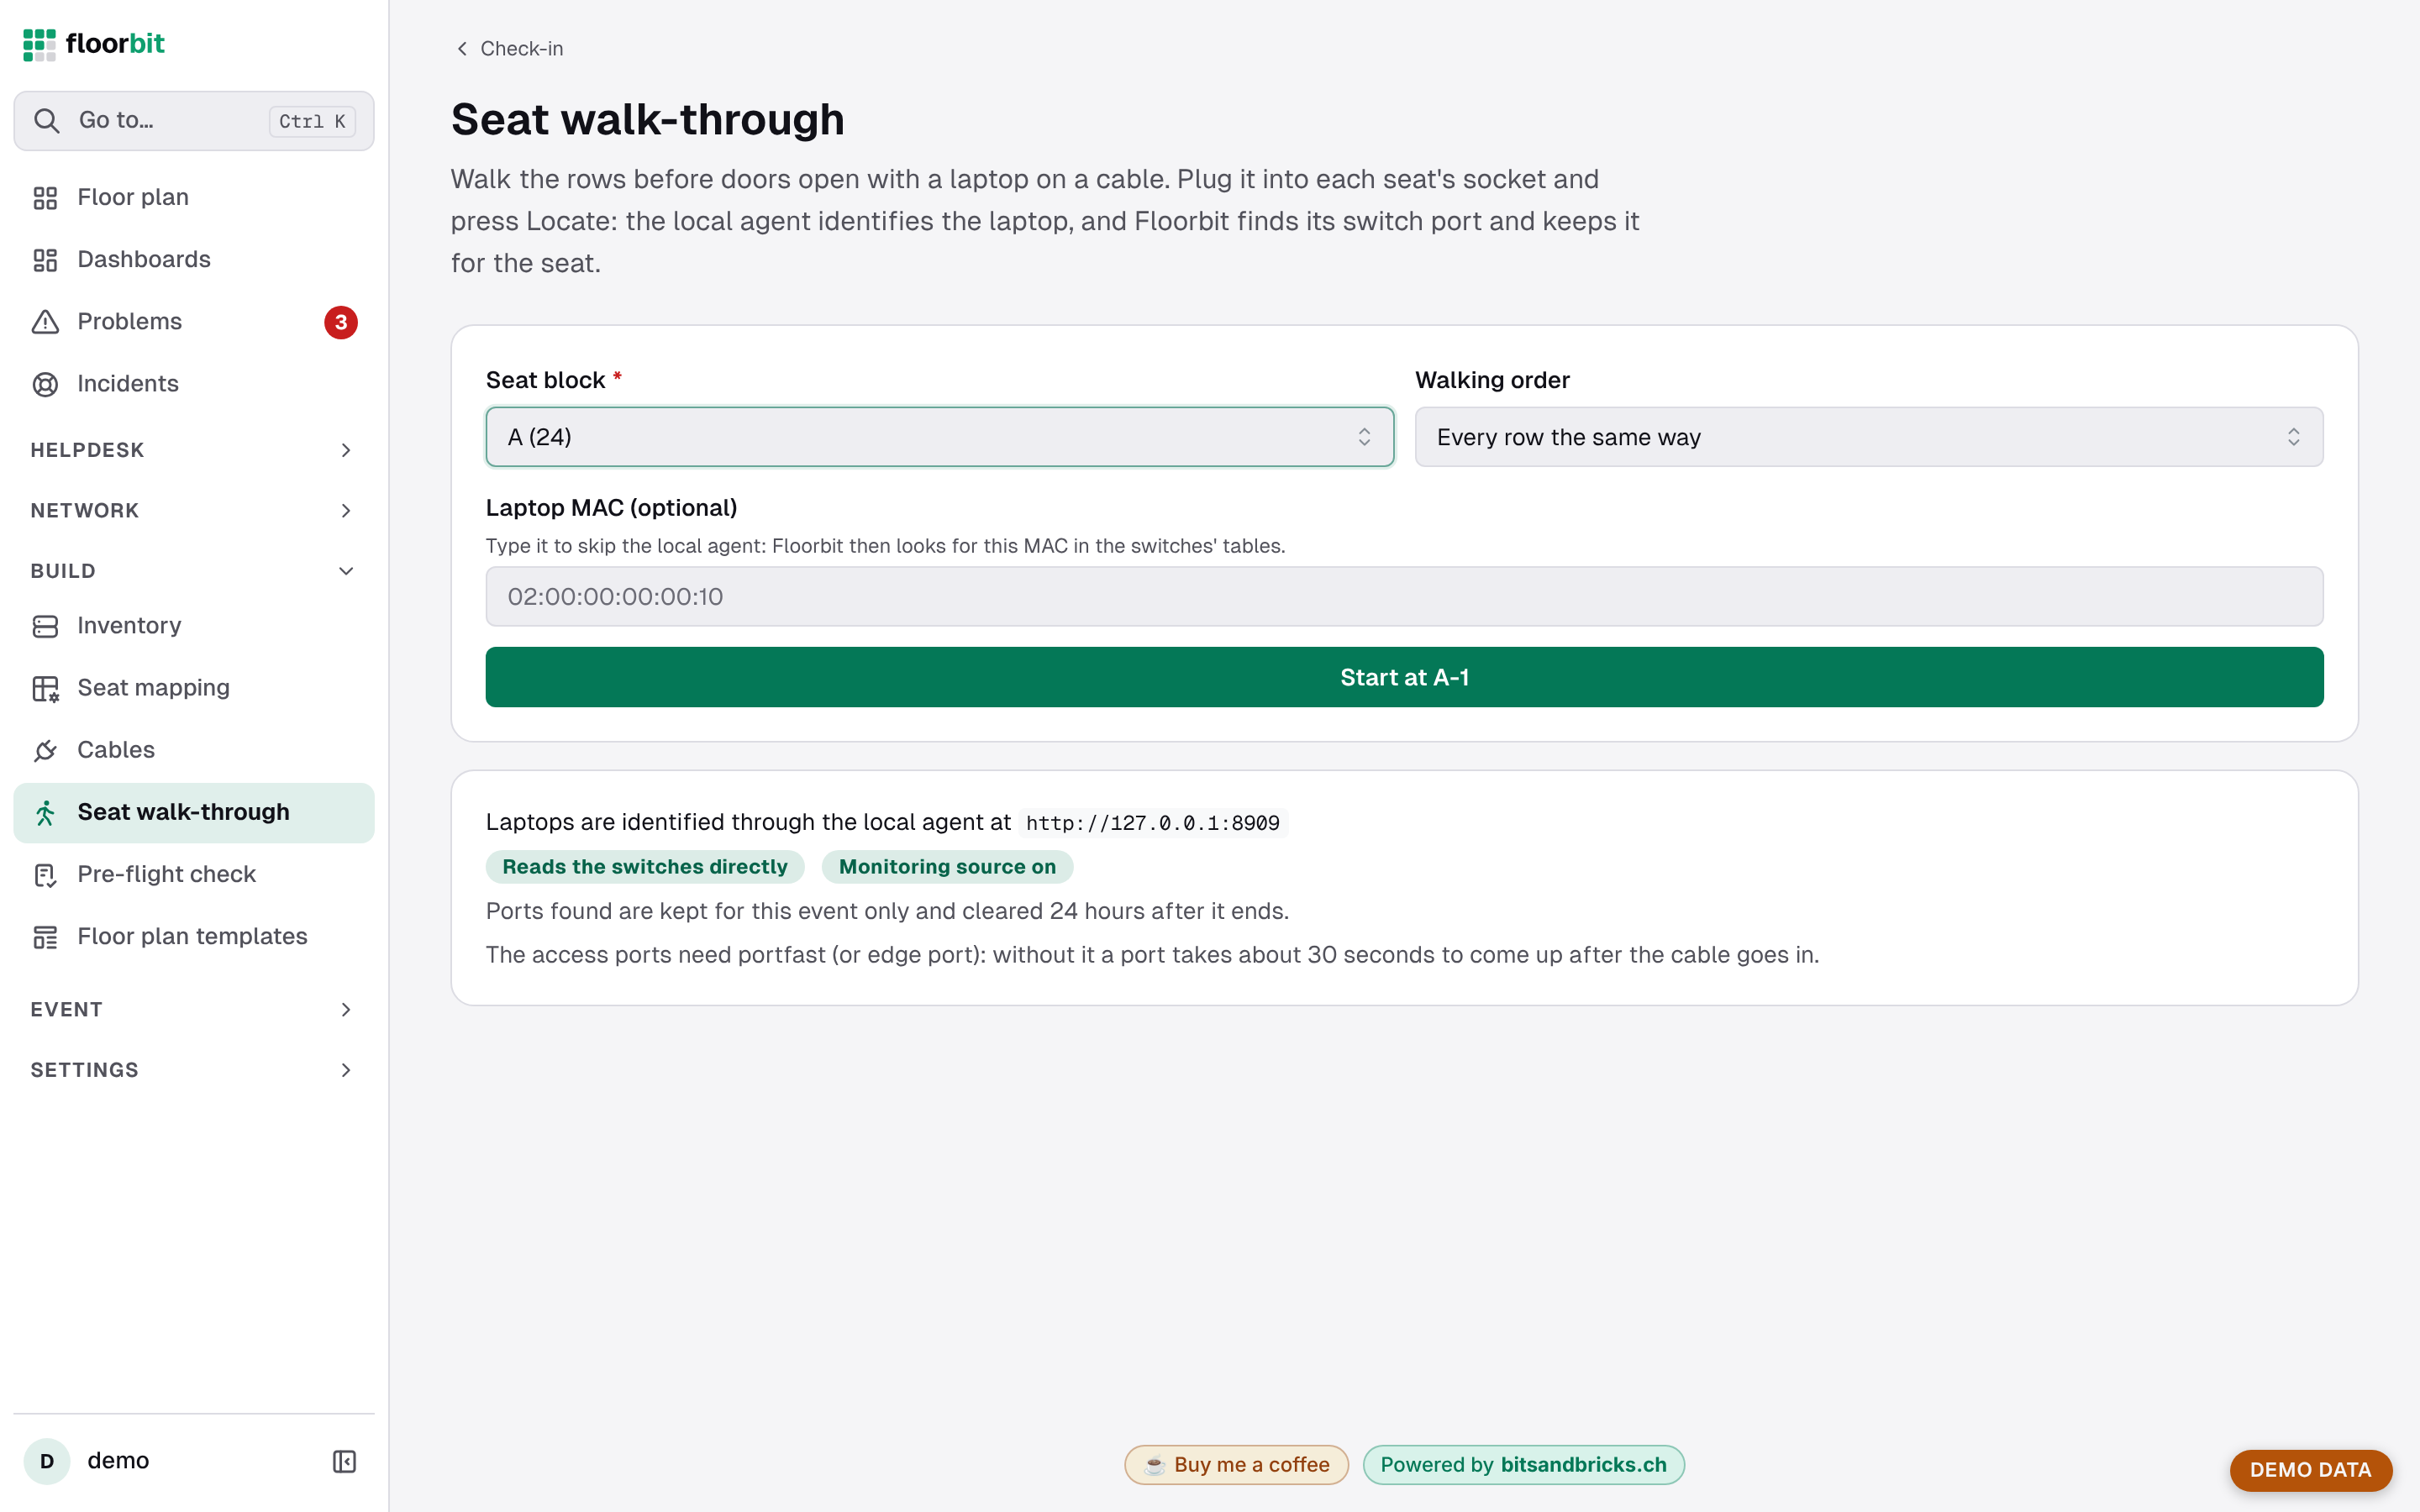 floorbit
Go to...
Ctrl K
Floor plan
Dashboards
Problems
3
Incidents
HELPDESK
NETWORK
BUILD
Inventory
Seat mapping
Cables
Seat walk-through
Pre-flight check
Floor plan templates
EVENT
SETTINGS
D
demo
Check-in
Seat walk-through
Walk the rows before doors open with a laptop on a cable. Plug it into each seat's socket and
press Locate: the local agent identifies the laptop, and Floorbit finds its switch port and keeps it
for the seat.
Seat block *
A (24)
Walking order
Every row the same way
Laptop MAC (optional)
Type it to skip the local agent: Floorbit then looks for this MAC in the switches' tables.
02:00:00:00:00:10
Start at A-1
Laptops are identified through the local agent at http://127.0.0.1:8909
Reads the switches directly
Monitoring source on
Ports found are kept for this event only and cleared 24 hours after it ends.
The access ports need portfast (or edge port): without it a port takes about 30 seconds to come up after the cable goes in.
Buy me a coffee
Powered by bitsandbricks.ch
DEMO DATA